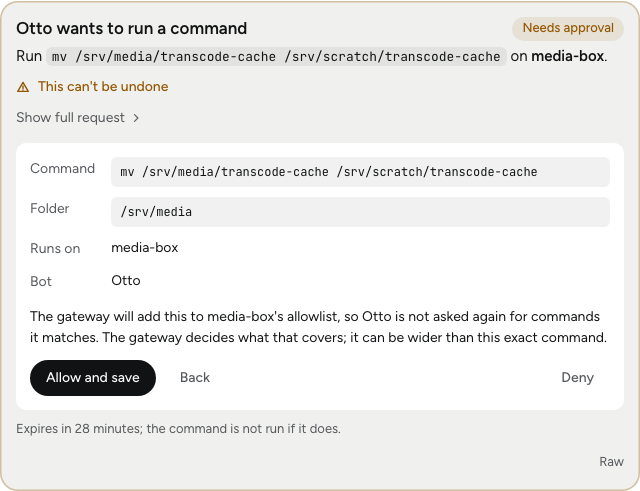 Otto wants to run a command
Needs approval
Run mv /srv/media/transcode-cache /srv/scratch/transcode-cache on media-box.
This can't be undone
Show full request
Command
mv /srv/media/transcode-cache /srv/scratch/transcode-cache
Folder
/srv/media
Runs on
media-box
Bot
Otto
The gateway will add this to media-box's allowlist, so Otto is not asked again for commands
it matches. The gateway decides what that covers; it can be wider than this exact command.
Allow and save
Back
Deny
Expires in 28 minutes; the command is not run if it does.
Raw